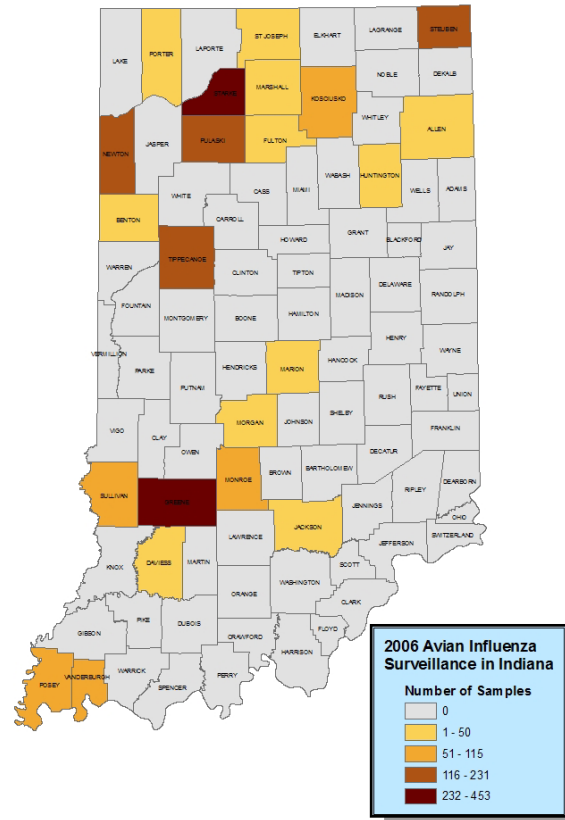 STEUBEN
ST JOSEPH
ELKHART
LAGRANGE
PORTER
LAPORTE
LAKE
NOBLE
DEKALB
STARKE
MARSHALL
KOSCIUSKO
WHITLEY
ALLEN
NEWTON
JASPER
PULASKI
FULTON
HUNTINGTON
WABASH
MIAMI
CASS
WELLS
ADAMS
WHITE
BENTON
CARROLL
GRANT
HOWARD
BLACKFORD
JAY
TIPPECANOE
WARREN
CLINTON
TIPTON
DELAWARE
MADISON
RANDOLPH
FOUNTAIN
MONTGOMERY
BOONE
HAMILTON
HENRY
VERMILLION
WAYNE
HANCOCK
HENDRICKS
MARION
PARKE
PUTNAM
FAYETTE
UNION
RUSH
MORGAN
JOHNSON
SHELBY
VIGO
CLAY
FRANKLIN
OWEN
DECATUR
BROWN
BARTHOLOMEW
MONROE
SULLIVAN
DEARBORN
RIPLEY
JENNINGS
OHIO
JACKSON
SWITZERLAND
JEFFERSON
LAWRENCE
DAVIESS
MARTIN
KNOX
SCOTT
WASHINGTON
ORANGE
CLARK
PIKE
DUBOIS
GIBSON
FLOYD
CRAWFORD
HARRISON
PERRY
WARRICK
VANDERBURGH
POSEY
SPENCER
2006 Avian Influenza
Surveillance in Indiana
Number of Samples
0
1 - 50
51 - 115
116 - 231
232 - 453